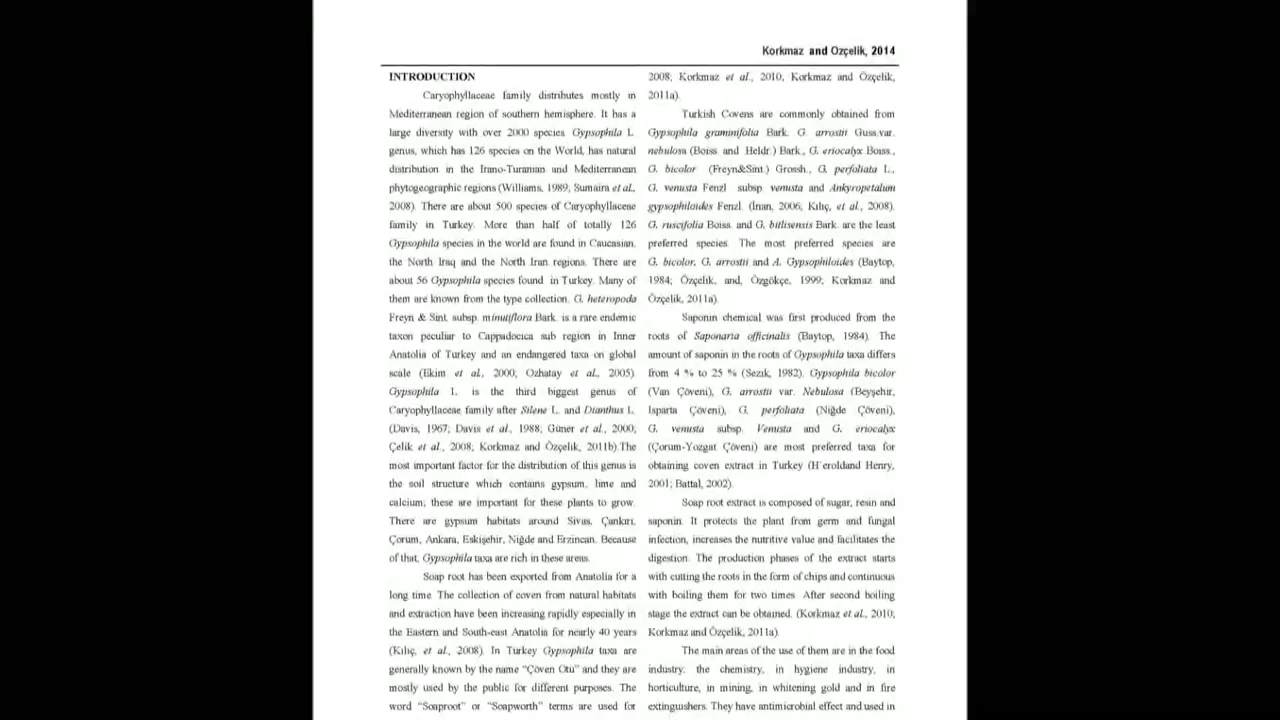 Korkmaz and Ozçelik, 2014
INTRODUCTION
Caryophyllaceae family distributes mostly in
Mediterranean region of southern hemisphere. It has a
large diversity with over 2000 species Gypsophila L.
genus, which has 126 species on the World, has natural
distribution in the Irano-Turanian and Mediterranean
phytogeographic regions (Williams, 1989, Sumaira et al.,
2008). There are about 500 species of Caryophyllacene
family in Turkey. More than half of totally 126
Gypsophila species in the world are found in Caucasian,
the North Iraq and the North Iran regions. There are
about 56 Gypsophila species found in Turkey. Many of
them are known from the type collection. G. heteropoda
Freyn & Sint. subsp. minutiflora Bark. is a rare endemic
taxon peculiar to Cappadocica sub region in Inner
Anatolia of Turkey and an endangered taxa on global
scale (Ekim et al., 2000, Ozhatay et al., 2005).
Gypsophila L. is the third biggest genus of
Caryophyllaceae family after Silene L. and Dianthus L.
(Davis, 1967; Davis et al., 1988; Güner et al., 2000;
Çelik et al., 2008; Korkmaz and Özçelik, 2011b).The
most important factor for the distribution of this genus is
the soil structure which contains gypsum, lime and
calcium; these are important for these plants to grow.
There are gypsum habitats around Sivas, Çankırı,
Çorum, Ankara, Eskişehir, Niğde and Erzincan. Because
of that, Gypsophila taxa are rich in these areas.
Soap root has been exported from Anatolia for a
long time. The collection of coven from natural habitats
and extraction have been increasing rapidly especially in
the Eastern and South-east Anatolia for nearly 40 years
(Kılıç, et al., 2008). In Turkey Gypsophila taxa are
generally known by the name "Çöven Otu" and they are
mostly used by the public for different purposes. The
word "Soaproot" or "Soapworth" terms are used for
2008; Korkmaz et al., 2010, Korkmaz and Özçelik,
2011a).
Turkish Covens are commonly obtained from
Gypsophila graminifolia Bark. G. arrostii Guss.var.
nebulosa (Boiss. and Heldr.) Bark., G. eriocalyx Boiss.,
G. bicolor (Freyn&Sint.) Grossh., G. perfoliata L.,
G. venusta Fenzl subsp venusta and Ankyropetalum
gypsophiloides Fenzl. (İnan, 2006; Kılıç, et al., 2008).
G. ruscifolia Boiss. and G. bitlisensis Bark. are the least
preferred species. The most preferred species are
G. bicolor, G. arrostii and A. Gypsophiloides (Baytop,
1984; Özçelik, and, Özgökçe, 1999; Korkmaz and
Özçelik, 2011a).
Saponin chemical was first produced from the
roots of Saponaria officinalis (Baytop, 1984). The
amount of saponin in the roots of Gypsophila taxa differs
from 4 % to 25 % (Sezik, 1982). Gypsophila bicolor
(Van Çöveni), G. arrostii var. Nebulosa (Beyşehir,
Isparta Çöveni), G. perfoliata (Niğde Çöveni),
G. venusta subsp. Venusta and G. eriocalyx
(Çorum-Yozgat Çöveni) are most preferred taxa for
obtaining coven extract in Turkey (H'eroldand Henry,
2001; Battal, 2002).
Soap root extract is composed of sugar, resin and
saponin. It protects the plant from germ and fungal
infection, increases the nutritive value and facilitates the
digestion. The production phases of the extract starts
with cutting the roots in the form of chips and continuous
with boiling them for two times. After second boiling
stage the extract can be obtained. (Korkmaz et al., 2010;
Korkmaz and Özçelik, 2011a).
The main areas of the use of them are in the food
industry, the chemistry, in hygiene industry, in
horticulture, in mining, in whitening gold and in fire
extinguishers. They have antimicrobial effect and used in